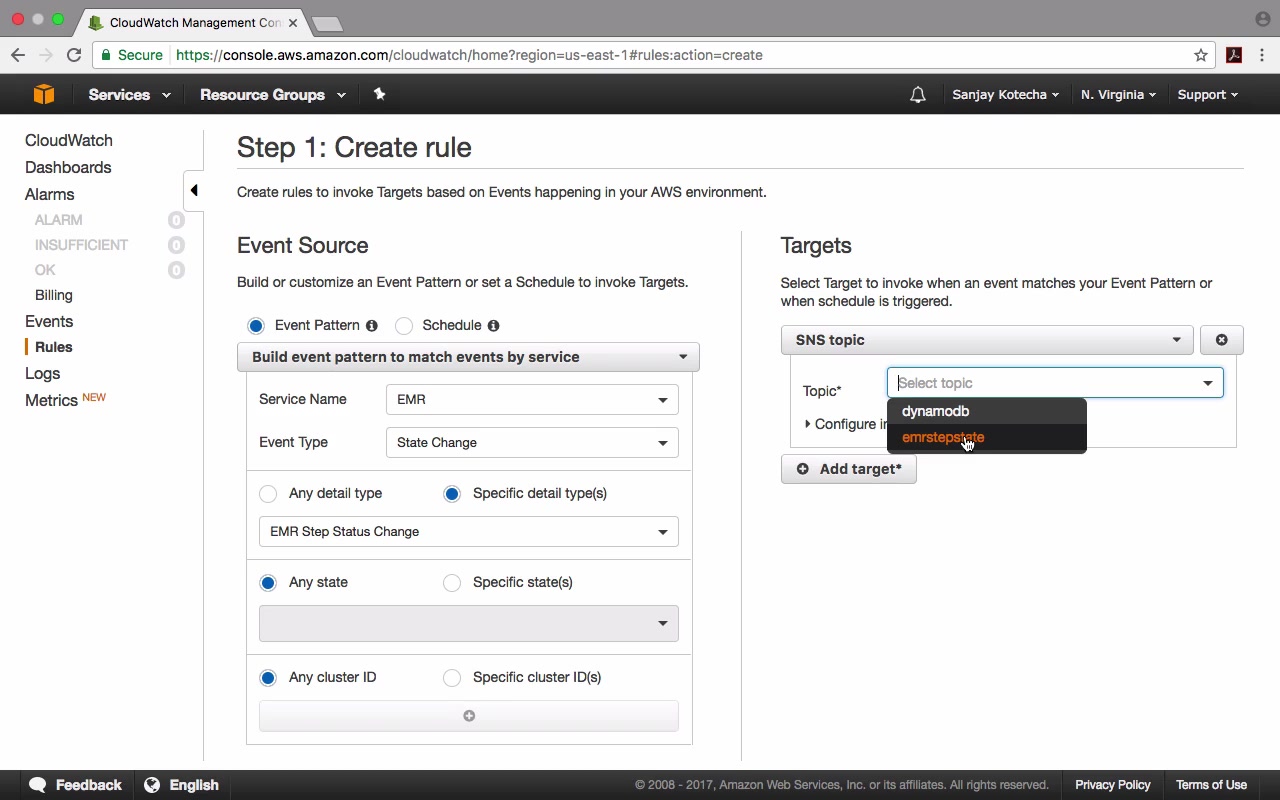 CloudWatch Management Con
Secure
https://console.aws.amazon.com/cloudwatch/home?region=us-east-1#rules:action=create
Services
Resource Groups
Sanjay Kotecha
N. Virginia
Support
CloudWatch
Dashboards
Alarms
ALARM 0
INSUFFICIENT 0
OK 0
Billing
Events
Rules
Logs
Metrics NEW
Step 1: Create rule
Create rules to invoke Targets based on Events happening in your AWS environment.
Event Source
Build or customize an Event Pattern or set a Schedule to invoke Targets.
Event Pattern
Schedule
Build event pattern to match events by service
Service Name
EMR
Event Type
State Change
Any detail type
Specific detail type(s)
EMR Step Status Change
Any state
Specific state(s)
Any cluster ID
Specific cluster ID(s)
Targets
Select Target to invoke when an event matches your Event Pattern or
when schedule is triggered.
SNS topic
Topic*
Select topic
dynamodb
emrstepstate
Configure in
Add target*
Feedback
English
© 2008 - 2017, Amazon Web Services, Inc. or its affiliates. All rights reserved.
Privacy Policy
Terms of Use